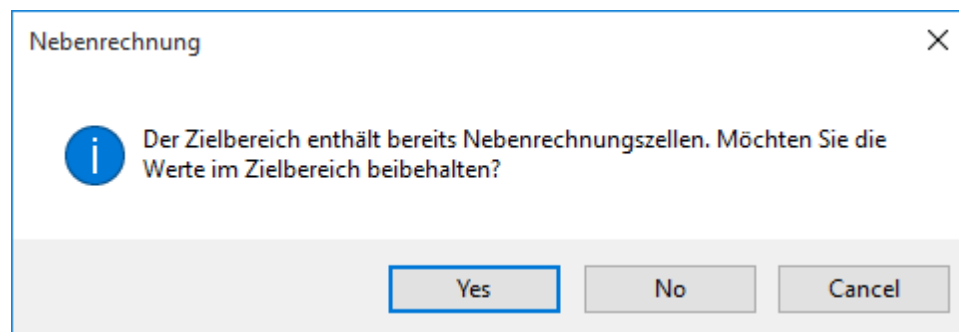 Nebenrechnung
Der Zielbereich enthält bereits Nebenrechnungszellen. Möchten Sie die
Werte im Zielbereich beibehalten?
Yes No Cancel